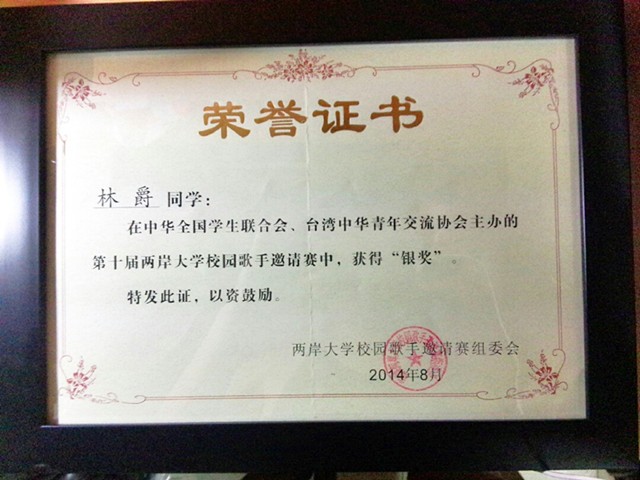 荣誉证书
林爵 同学：
在中华全国学生联合会、台湾中华青年交流协会主办的
第十届两岸大学校园歌手邀请赛中，获得“银奖”。
特发此证，以资鼓励。
两岸大学校园歌手邀请赛组委会
2014年8月